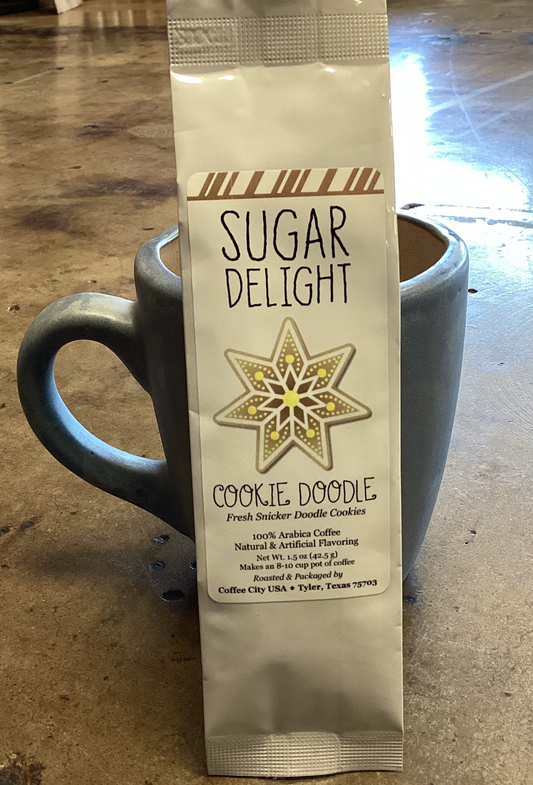 SUGAR
DELIGHT
COOKIE DOODLE
Fresh Snicker Doodle Cookies
100% Arabica Coffee
Natural & Artificial Flavoring
Net Wt. 1.5 oz (42.5 g)
Makes an 8-10 cup pot of coffee
Roasted & Packaged by
Coffee City USA ★ Tyler, Texas 75703